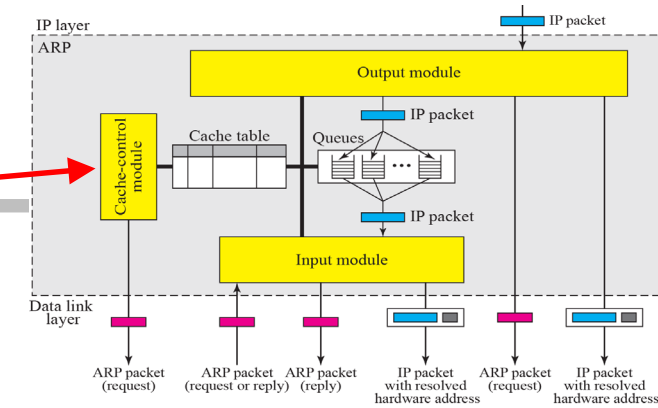 IP layer
IP packet
ARP
Output module
IP packet
Cache-control
module
Cache table
Queues
IP packet
Input module
Data link
layer
ARP packet
(request)
ARP packet
(request or reply)
ARP packet
(reply)
IP packet
with resolved
hardware address
ARP packet
(request)
IP packet
with resolved
hardware address